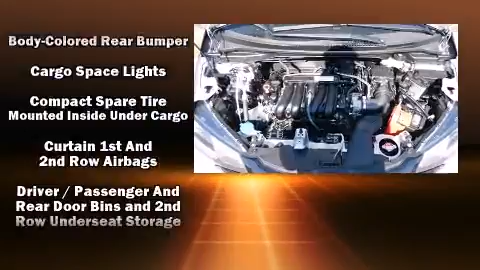 Body-Colored Rear Bumper
Cargo Space Lights
Compact Spare Tire
Mounted Inside Under Cargo
Curtain 1st And
2nd Row Airbags
Driver / Passenger And
Rear Door Bins and 2nd
Row Underseat Storage